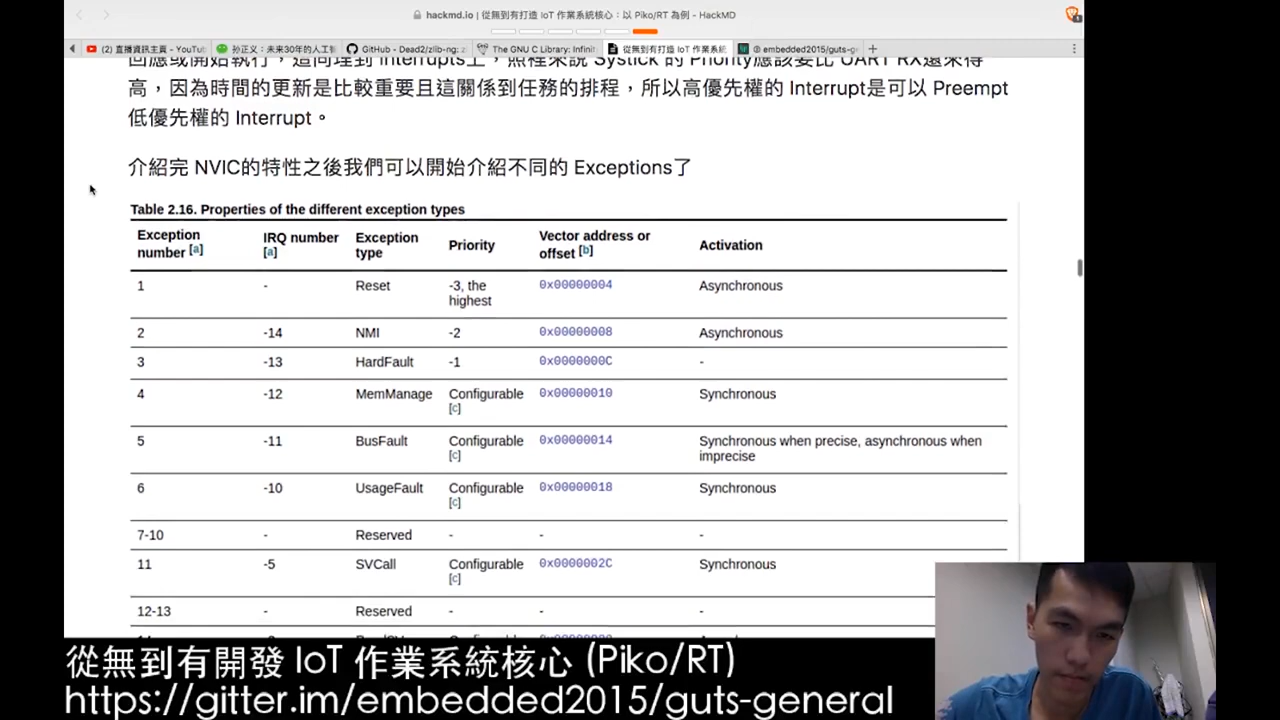 hackmd.io | 從無到有打造 IoT 作業系統核心：以 Piko/RT 為例 - HackMD
(2) 直播資訊主頁 - YouTub
孙正义：未来30年的人工智
GitHub - Dead2/zlib-ng: z
The GNU C Library: Infinit
從無到有打造 IoT 作業系統
embedded2015/guts-g
高，因為時間的更新是比較重要且這關係到任務的排程，所以高優先權的 Interrupt是可以 Preempt
低優先權的 Interrupt。
介紹完 NVIC的特性之後我們可以開始介紹不同的 Exceptions了
Table 2.16. Properties of the different exception types
Exception number [a] IRQ number [a] Exception type Priority Vector address or offset [b] Activation
1 - Reset -3, the highest 0x00000004 Asynchronous
2 -14 NMI -2 0x00000008 Asynchronous
3 -13 HardFault -1 0x0000000C -
4 -12 MemManage Configurable [c] 0x00000010 Synchronous
5 -11 BusFault Configurable [c] 0x00000014 Synchronous when precise, asynchronous when imprecise
6 -10 UsageFault Configurable [c] 0x00000018 Synchronous
7-10 - Reserved - - -
11 -5 SVCall Configurable [c] 0x0000002C Synchronous
12-13 - Reserved - - -
從無到有開發 IoT 作業系統核心 (Piko/RT)
https://gitter.im/embedded2015/guts-general